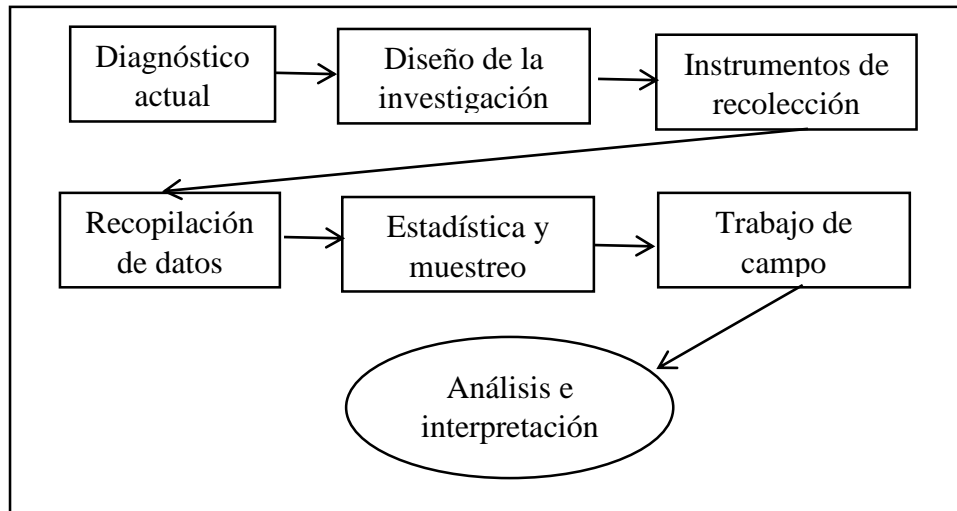 Diagnóstico
actual
Diseño de la
investigación
Instrumentos de
recolección
Recopilación
de datos
Estadística y
muestreo
Trabajo de
campo
Análisis e
interpretación